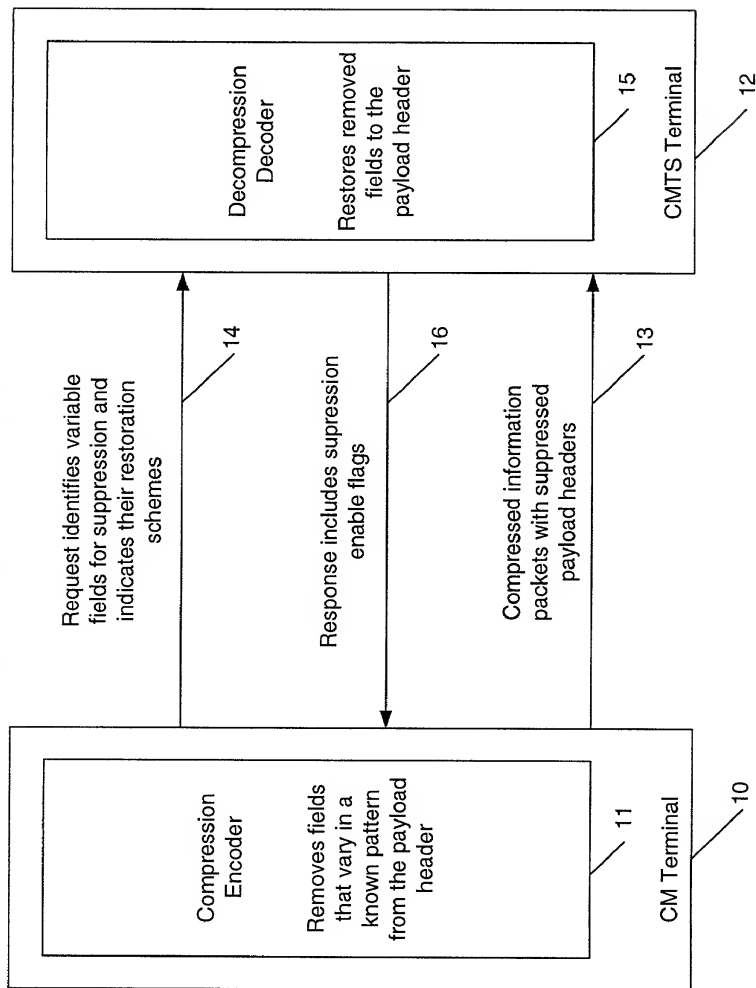 Compression
Encoder
Removes fields
that vary in a
known pattern
from the payload
header
11
CM Terminal
10
Request identifies variable
fields for suppression and
indicates their restoration
schemes
14
Response includes supression
enable flags
16
Compressed information
packets with suppressed
payload headers
13
Decompression
Decoder
Restores removed
fields to the
payload header
15
CMTS Terminal
12